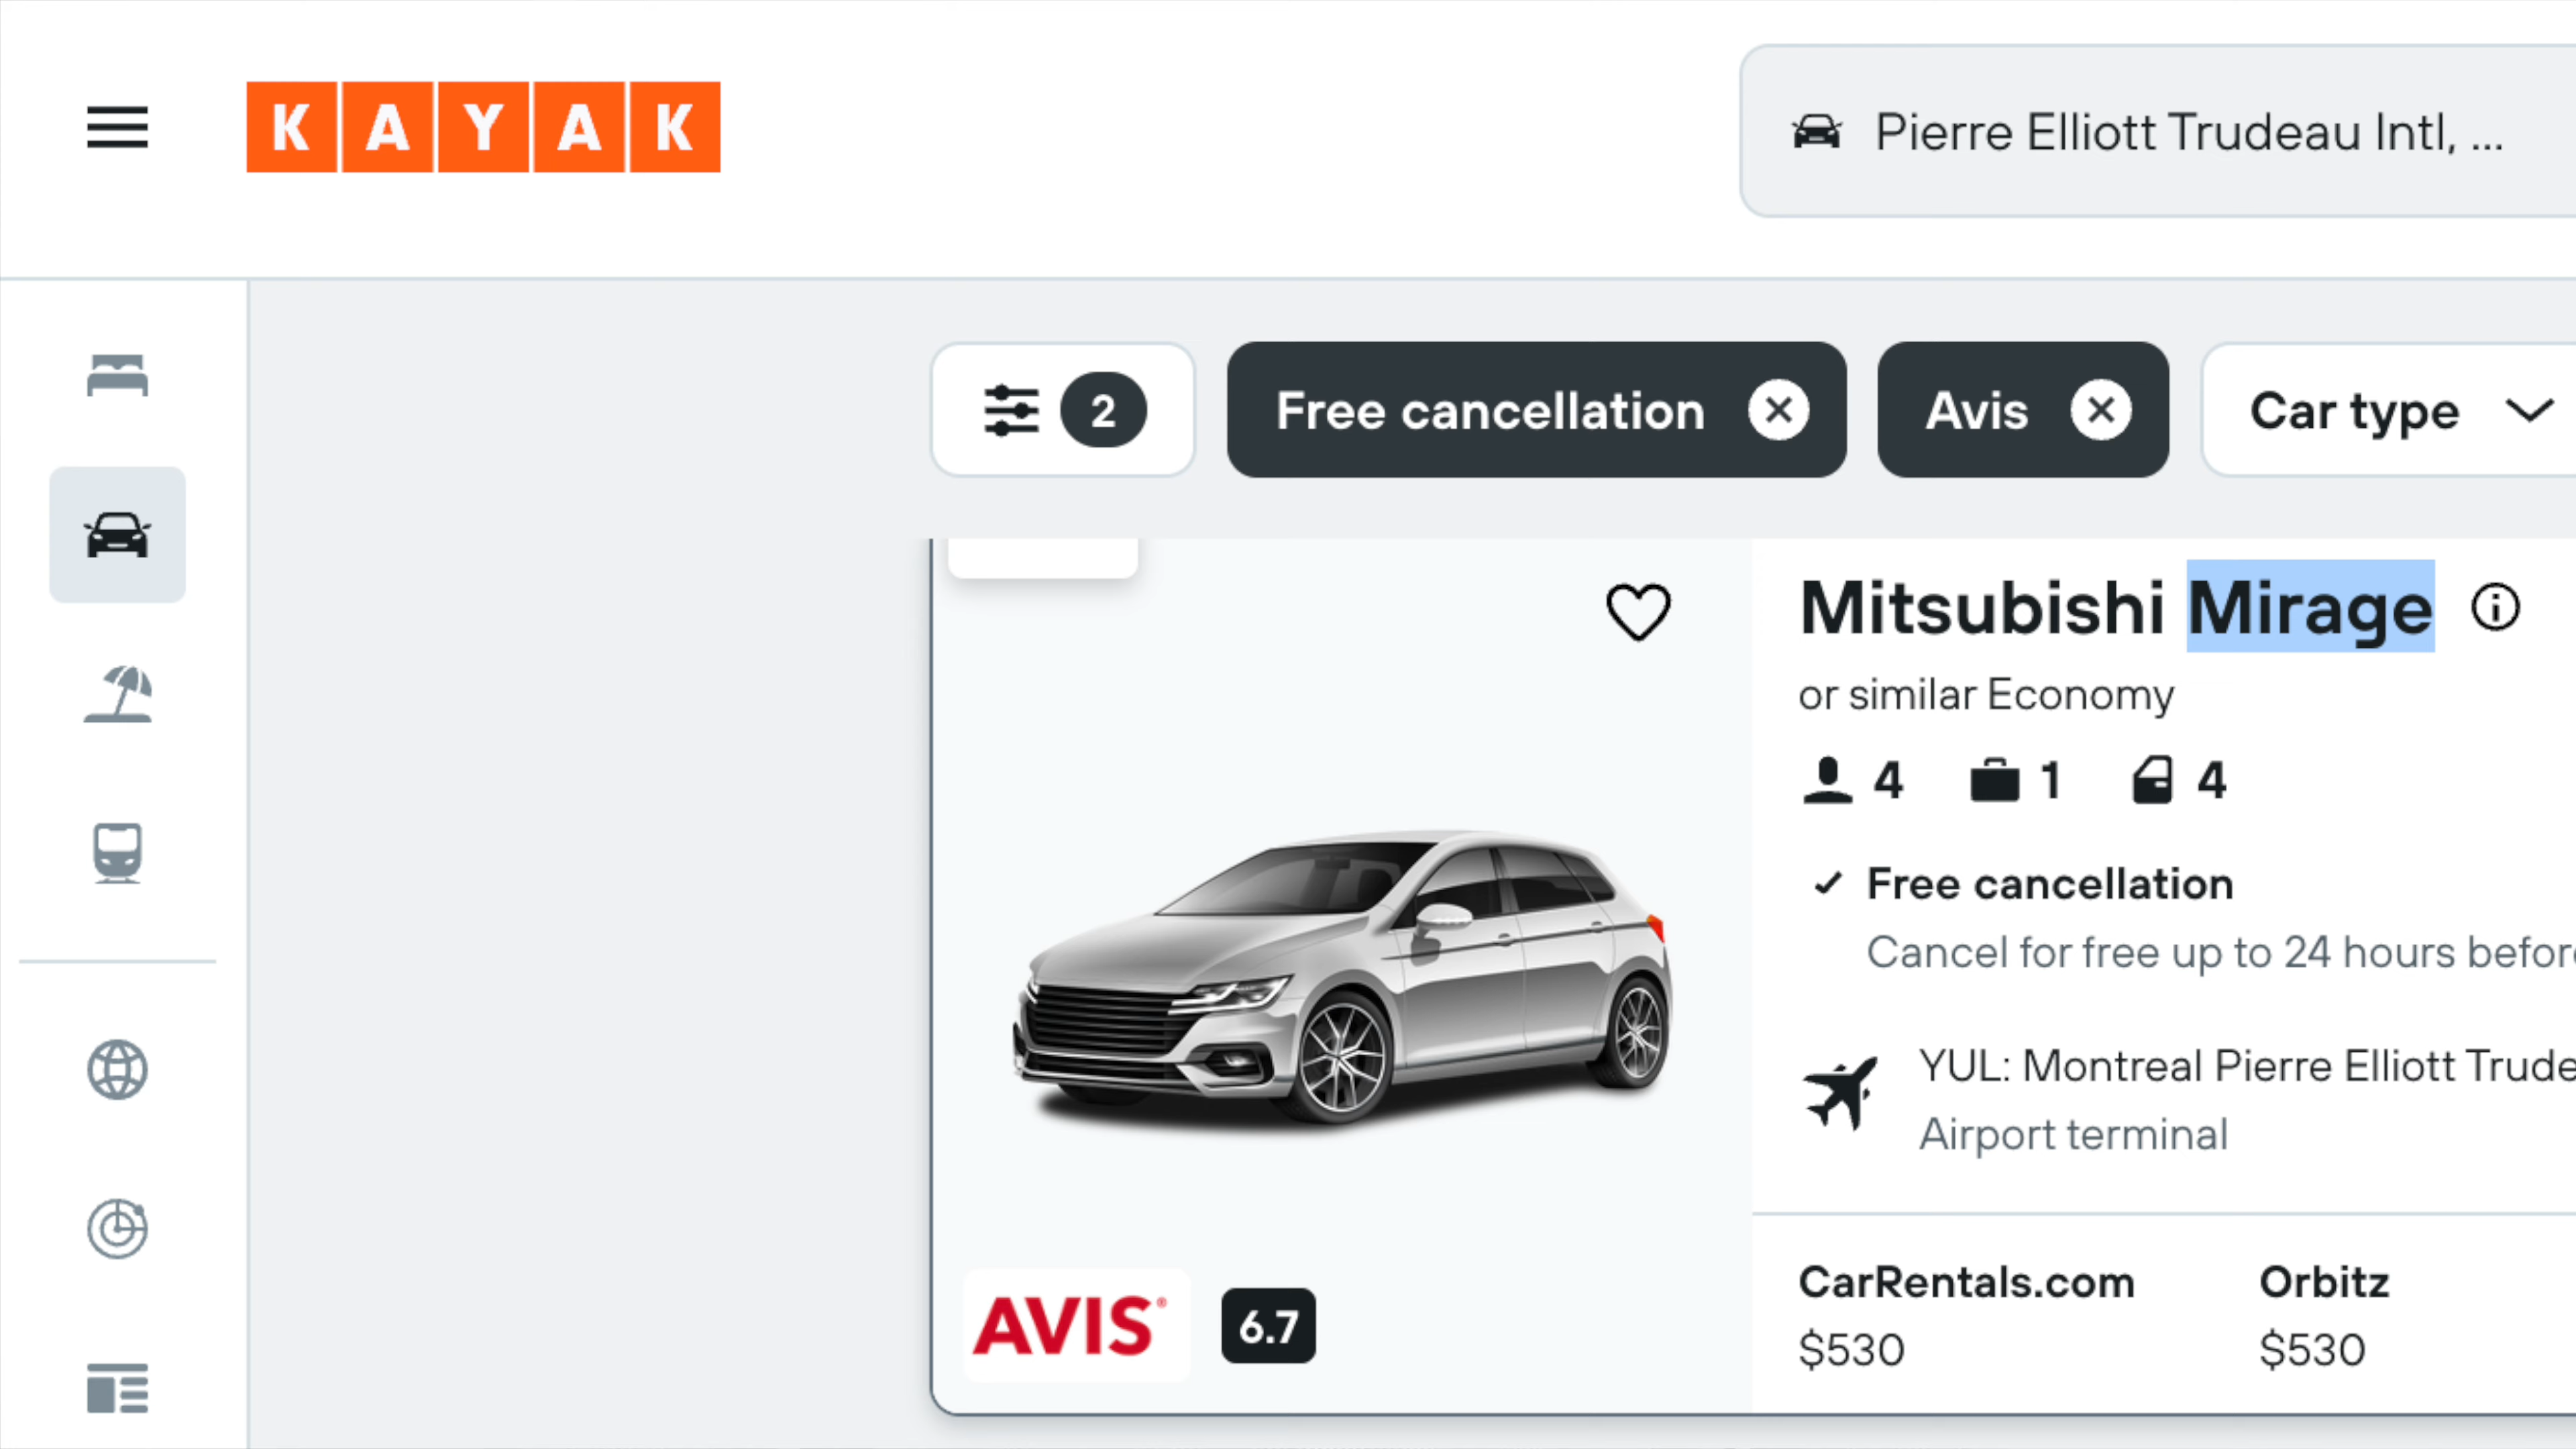 KAYAK
Pierre Elliott Trudeau Intl, ...
2
Free cancellation
Avis
Car type
Mitsubishi Mirage
or similar Economy
4 1 4
Free cancellation
Cancel for free up to 24 hours befor
YUL: Montreal Pierre Elliott Trude
Airport terminal
AVIS®
6.7
CarRentals.com
$530
Orbitz
$530